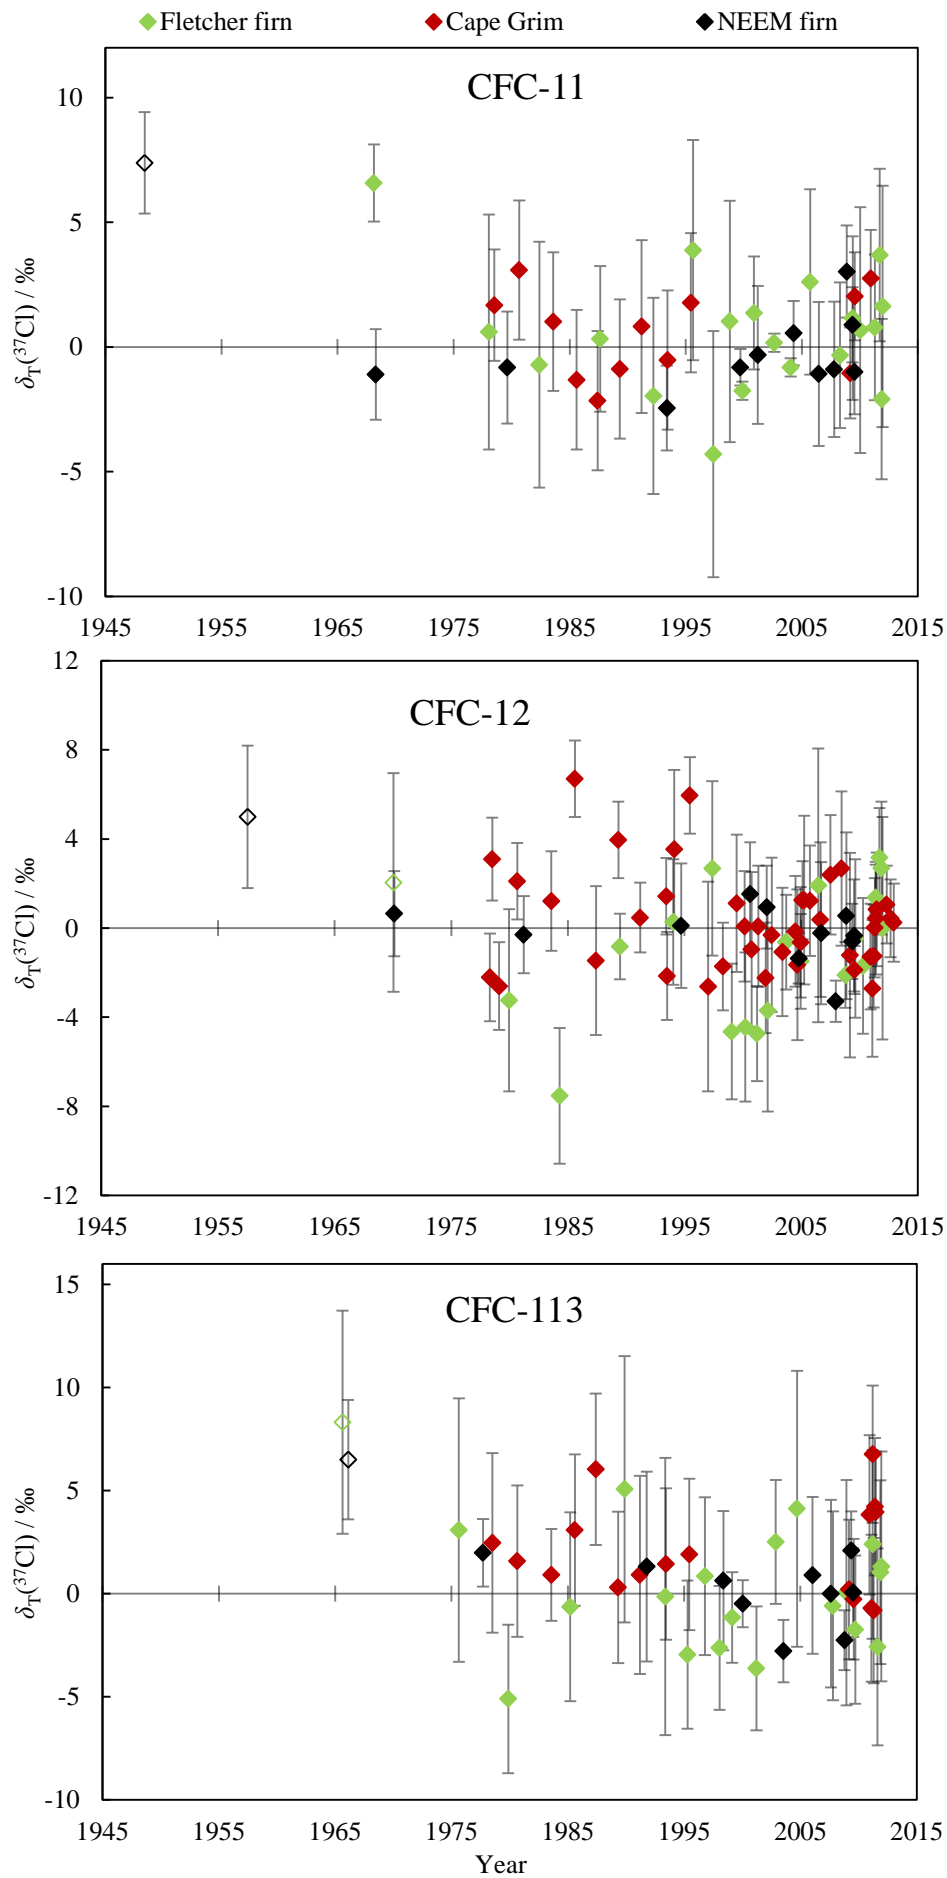 Fletcher firn Cape Grim NEEM firn
CFC-11
10
5
0
-5
-10
δT(³⁷Cl) / ‰
1945 1955 1965 1975 1985 1995 2005 2015
CFC-12
12
8
4
0
-4
-8
-12
δT(³⁷Cl) / ‰
1945 1955 1965 1975 1985 1995 2005 2015
CFC-113
15
10
5
0
-5
-10
δT(³⁷Cl) / ‰
1945 1955 1965 1975 1985 1995 2005 2015
Year